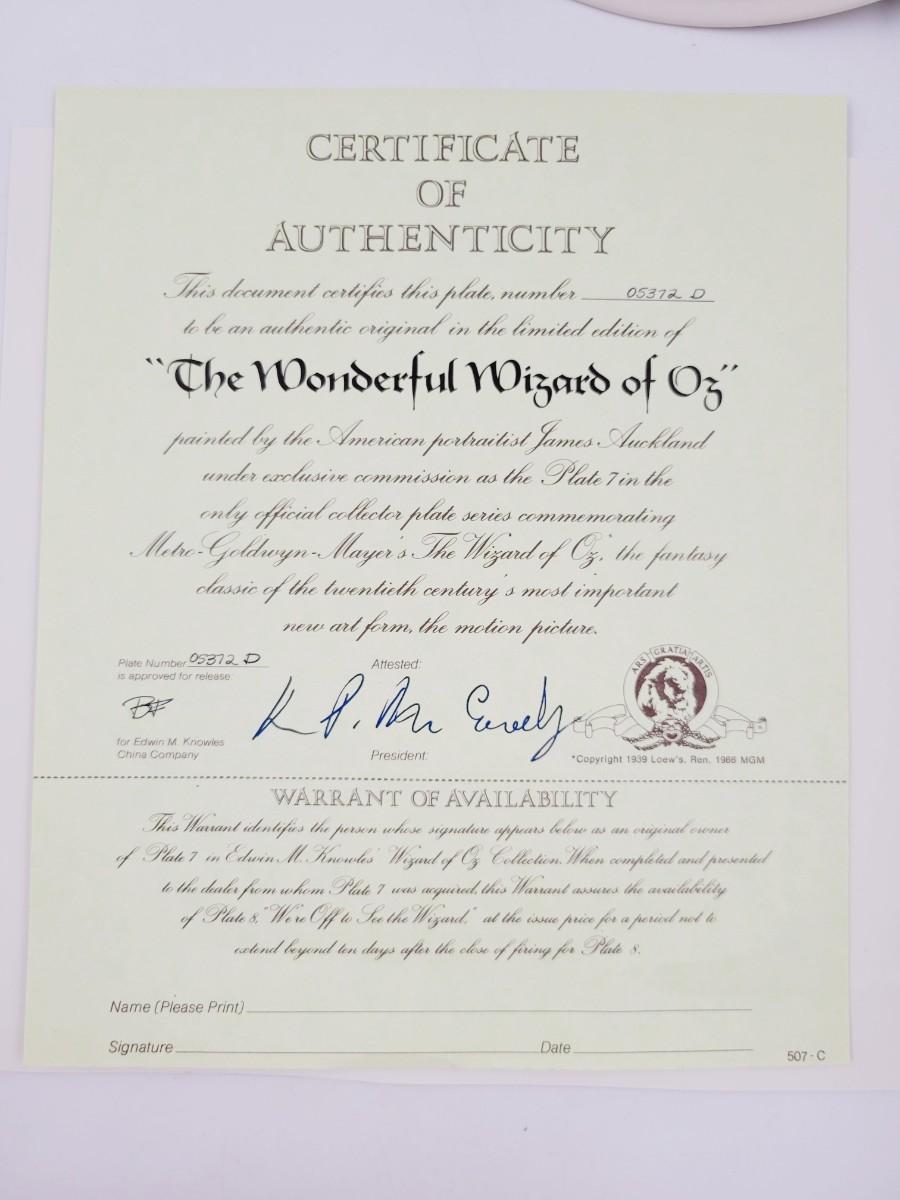 CERTIFICATE
OF
AUTHENTICITY
This document certifies this plate, number 05372 D
to be an authentic original in the limited edition of
"The Wonderful Wizard of Oz"
painted by the American portraitist James Auckland
under exclusive commission as the Plate 7 in the
only official collector plate series commemorating
Metro-Goldwyn-Mayer's The Wizard of Oz,* the fantasy
classic of the twentieth century's most important
new art form, the motion picture.
Plate Number 05372 D
is approved for release:
for Edwin M. Knowles
China Company
Attested:
President:
ARS GRATIA ARTIS
*Copyright 1939 Loew's, Ren. 1966 MGM
WARRANT OF AVAILABILITY
This Warrant identifies the person whose signature appears below as an original owner
of Plate 7 in Edwin M. Knowles' Wizard of Oz Collection. When completed and presented
to the dealer from whom Plate 7 was acquired, this Warrant assures the availability
of Plate 8, "We're Off to See the Wizard," at the issue price for a period not to
extend beyond ten days after the close of firing for Plate 8.
Name (Please Print)
Signature Date
507-C